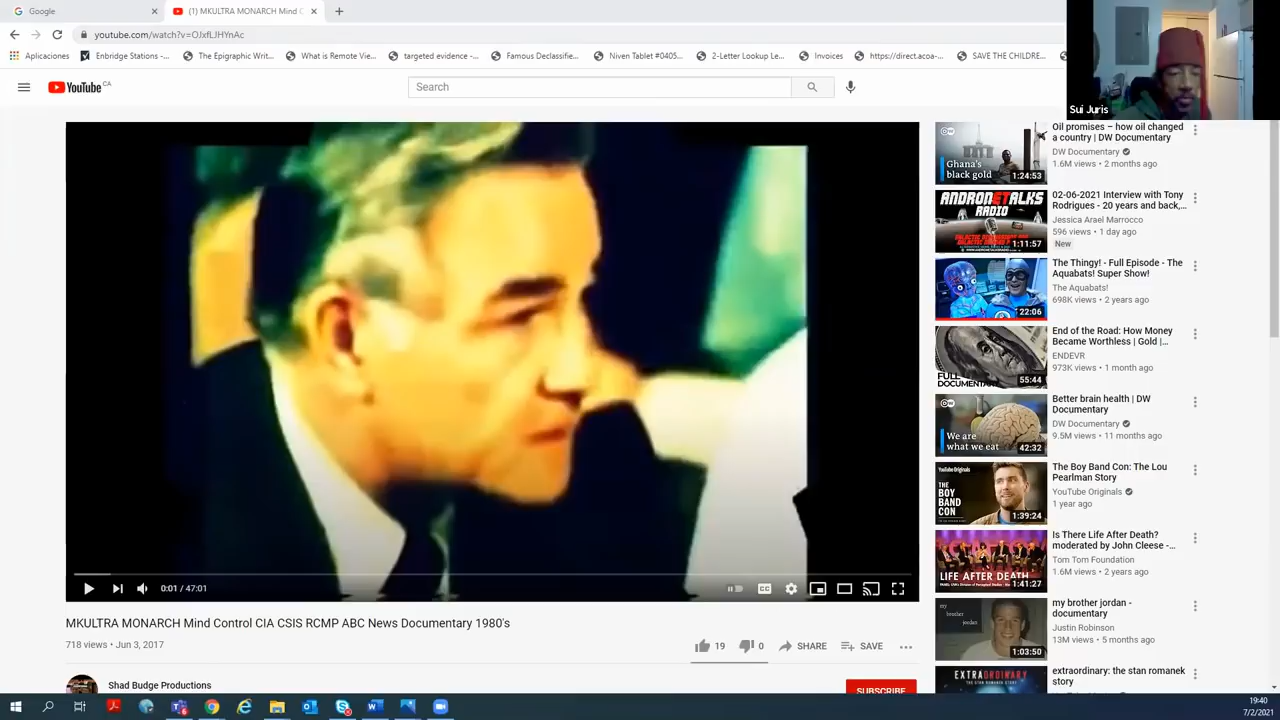 Google
(1) MKULTRA MONARCH Mind C
youtube.com/watch?v=OJxfLJHYnAc
Aplicaciones
Enbridge Stations -...
The Epigraphic Writ...
What is Remote Vie...
targeted evidence -...
Famous Declassifie...
Niven Tablet #0405...
2-Letter Lookup Le...
Invoices
https://direct.acoa-...
SAVE THE CHILDRE...
Sui Juris
YouTube CA
Search
0:01 / 47:01
MKULTRA MONARCH Mind Control CIA CSIS RCMP ABC News Documentary 1980's
718 views • Jun 3, 2017
19
0
SHARE
SAVE
Shad Budge Productions
SUBSCRIBE
Ghana's
black gold
1:24:53
Oil promises – how oil changed
a country | DW Documentary
DW Documentary
1.6M views • 2 months ago
ANDRONETALKS
RADIO
1:11:57
02-06-2021 Interview with Tony
Rodrigues - 20 years and back,...
Jessica Arael Marrocco
596 views • 1 day ago
New
22:06
The Thingy! - Full Episode - The
Aquabats! Super Show!
The Aquabats!
698K views • 2 years ago
FULL
DOCUMENTA
55:44
End of the Road: How Money
Became Worthless | Gold |...
ENDEVR
973K views • 1 month ago
We are
what we eat
42:32
Better brain health | DW
Documentary
DW Documentary
9.5M views • 11 months ago
YouTube Originals
THE
BOY
BAND
CON
1:39:24
The Boy Band Con: The Lou
Pearlman Story
YouTube Originals
1 year ago
LIFE AFTER DEATH
1:41:27
Is There Life After Death?
moderated by John Cleese -...
Tom Tom Foundation
1.6M views • 2 years ago
my
brother
jordan
1:03:50
my brother jordan -
documentary
Justin Robinson
13M views • 5 months ago
EXTRAORDINARY
THE STAN ROMANEK STORY
extraordinary: the stan romanek
story
19:40
7/2/2021